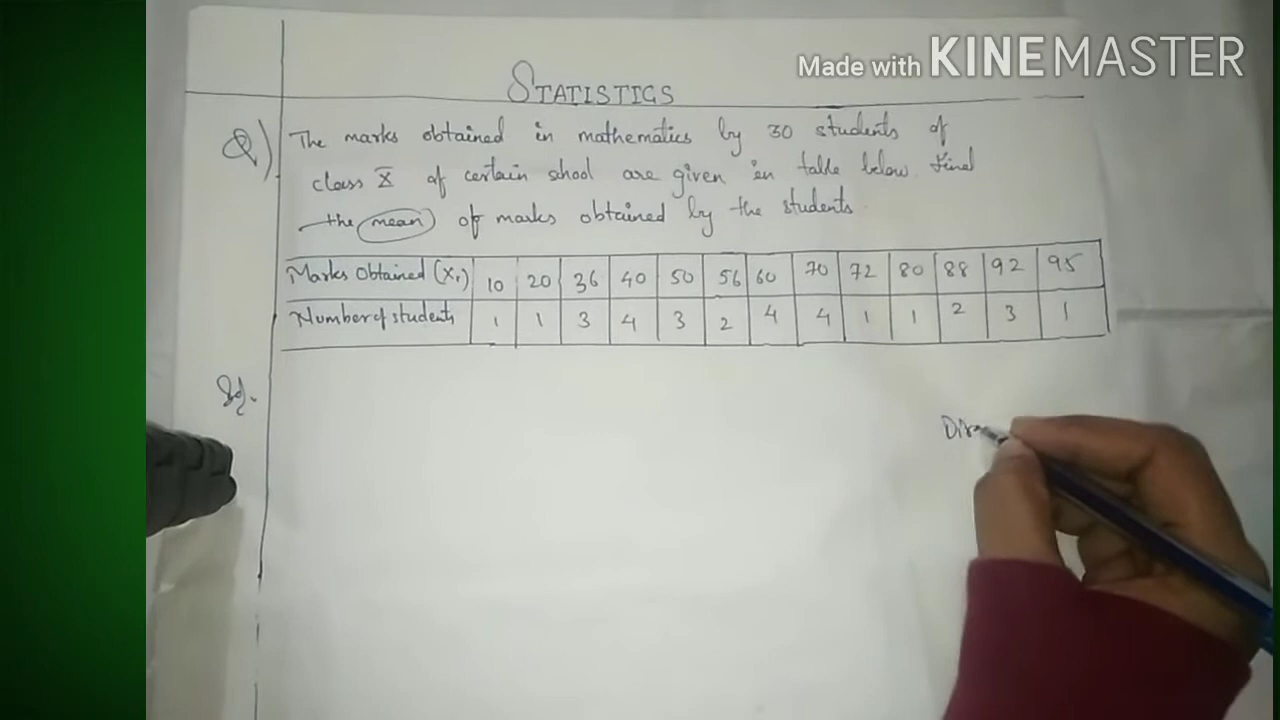 Made with KINEMASTER
STATISTICS
Q) The marks obtained in mathematics by 30 students of
class X of certain school are given in table below. Find
the mean of marks obtained by the students
Marks Obtained (X₁) 10 20 36 40 50 56 60 70 72 80 88 92 95
Number of students 1 1 3 4 3 2 4 4 1 1 2 3 1
Sol.
Dire